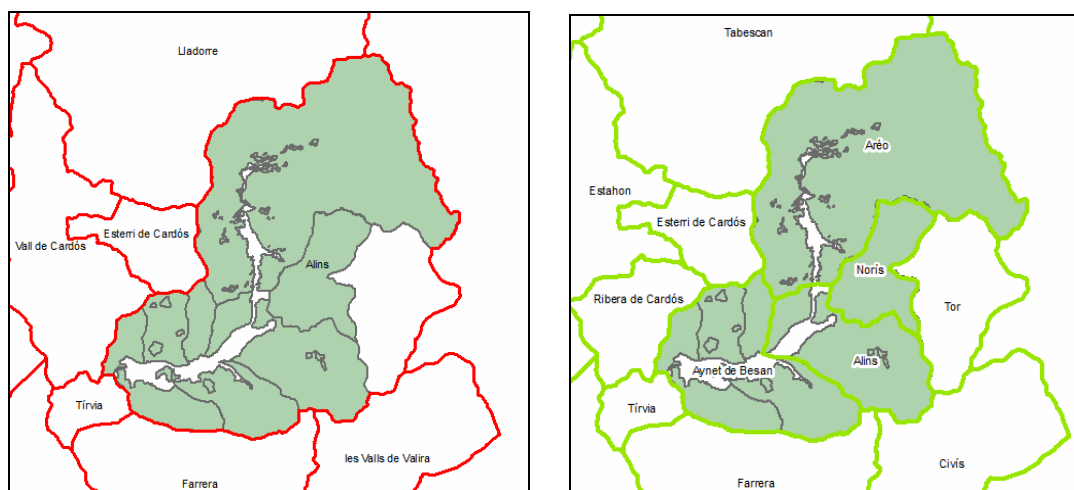 Lladorre
Esterri de Cardós
Vall de Cardós
Alins
Tírvia
les Valls de Valira
Farrera
Tabescan
Aréo
Estahon
Esterri de Cardós
Norís
Ribera de Cardós
Tor
Alins
Aynet de Besan
Tírvia
Civís
Farrera